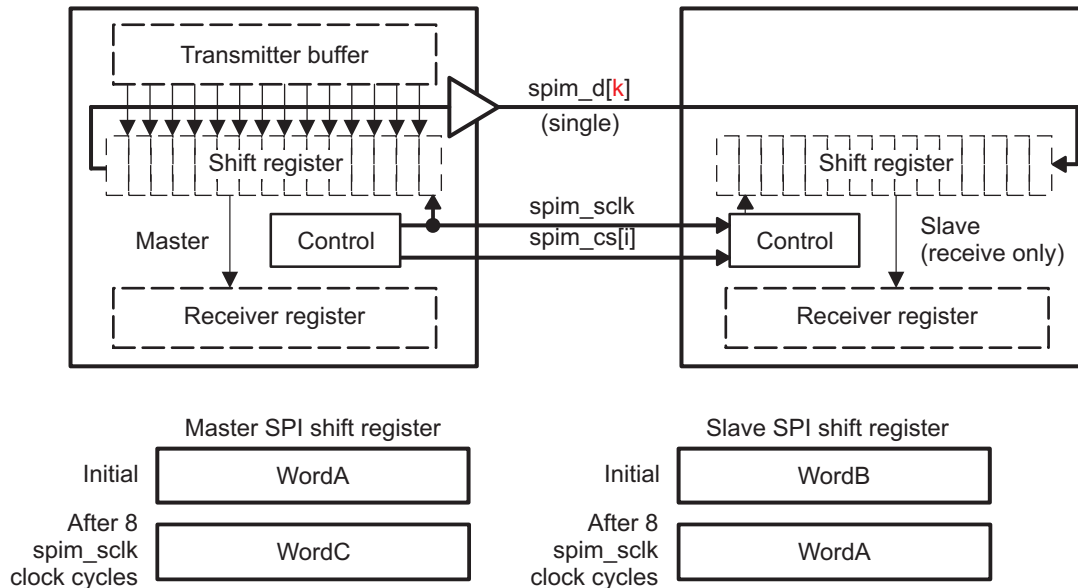 Transmitter buffer
spim_d[k]
(single)
Shift register
Shift register
spim_sclk
Master
Control
spim_cs[i]
Control
Slave
(receive only)
Receiver register
Receiver register
Master SPI shift register
Slave SPI shift register
Initial
WordA
WordB
After 8
spim_sclk
clock cycles
WordC
After 8
spim_sclk
clock cycles
WordA